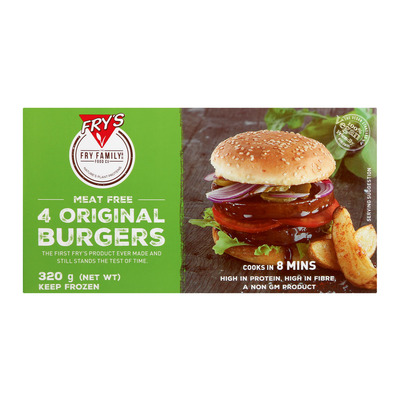 FRY'S
FRY FAMILY
FOOD CO
MEAT FREE
4 ORIGINAL
BURGERS
THE FIRST FRY'S PRODUCT EVER MADE AND
STILL STANDS THE TEST OF TIME.
320 g (NET WT)
KEEP FROZEN
100%
COOKS IN 8 MINS
HIGH IN PROTEIN, HIGH IN FIBRE,
A NON GM PRODUCT
SERVING SUGGESTION